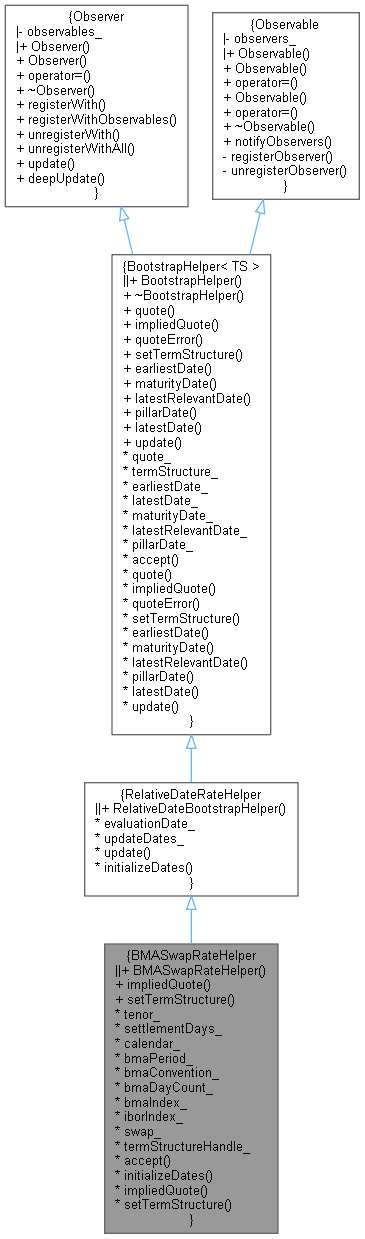 {Observer
|- observables_
|+ Observer()
+ Observer()
+ operator=()
+ ~Observer()
+ registerWith()
+ registerWithObservables()
+ unregisterWith()
+ unregisterWithAll()
+ update()
+ deepUpdate()
}
{Observable
|- observers_
|+ Observable()
+ Observable()
+ operator=()
+ Observable()
+ operator=()
+ ~Observable()
+ notifyObservers()
- registerObserver()
- unregisterObserver()
}
{BootstrapHelper< TS >
||+ BootstrapHelper()
+ ~BootstrapHelper()
+ quote()
+ impliedQuote()
+ quoteError()
+ setTermStructure()
+ earliestDate()
+ maturityDate()
+ latestRelevantDate()
+ pillarDate()
+ latestDate()
+ update()
* quote_
* termStructure_
* earliestDate_
* latestDate_
* maturityDate_
* latestRelevantDate_
* pillarDate_
* accept()
* quote()
* impliedQuote()
* quoteError()
* setTermStructure()
* earliestDate()
* maturityDate()
* latestRelevantDate()
* pillarDate()
* latestDate()
* update()
}
{RelativeDateRateHelper
||+ RelativeDateBootstrapHelper()
* evaluationDate_
* updateDates_
* update()
* initializeDates()
}
{BMASwapRateHelper
||+ BMASwapRateHelper()
+ impliedQuote()
+ setTermStructure()
* tenor_
* settlementDays_
* calendar_
* bmaPeriod_
* bmaConvention_
* bmaDayCount_
* bmaIndex_
* iborIndex_
* swap_
* termStructureHandle_
* accept()
* initializeDates()
* impliedQuote()
* setTermStructure()
}